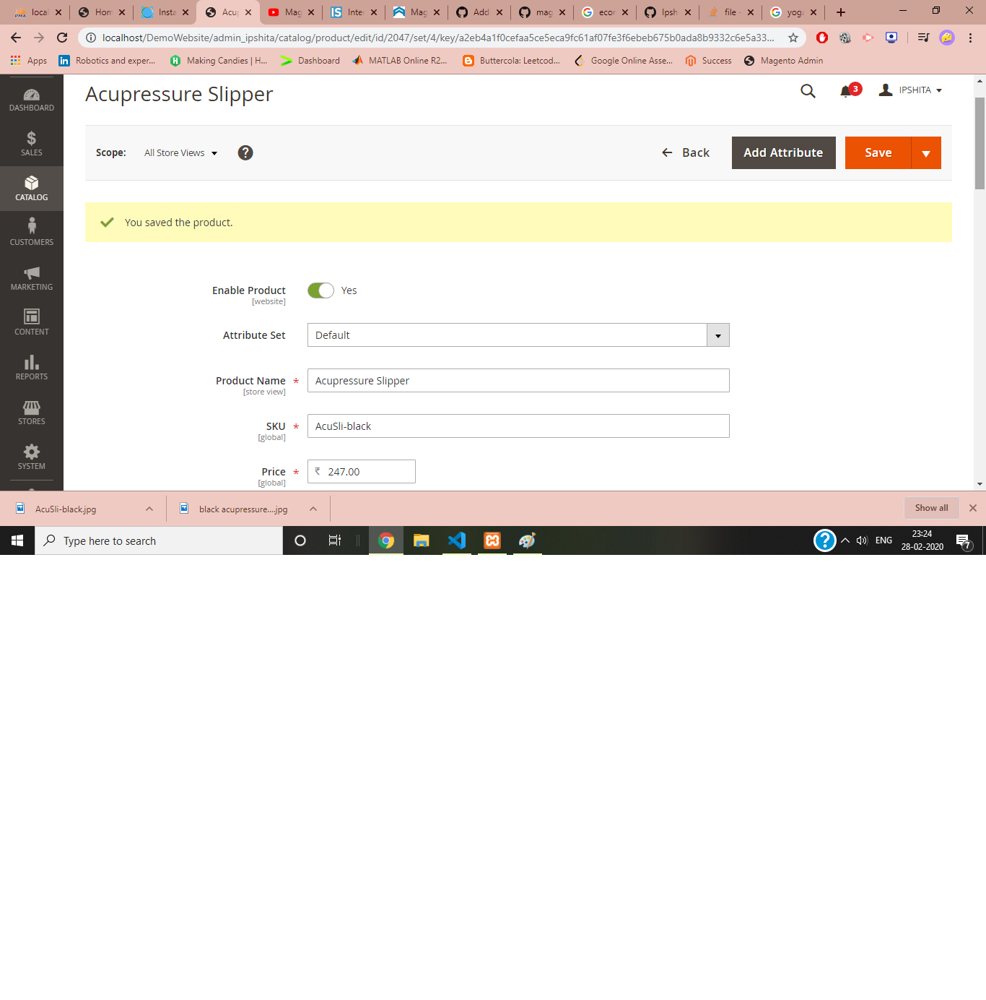 local
Hom
Insta
Acup
Mag
IS Inte
Mag
Add
mag
G ecor
Ipsh
file -
G yoga
localhost/DemoWebsite/admin_ipshita/catalog/product/edit/id/2047/set/4/key/a2eb4a1f0cefaa5ce5eca9fc61af07fe3f6ebeb675b0ada8b9332c6e5a33...
Apps
in Robotics and exper...
Making Candies | H...
Dashboard
MATLAB Online R2...
Buttercola: Leetcod...
Google Online Asse...
Success
Magento Admin
Acupressure Slipper
3
IPSHITA
DASHBOARD
SALES
CATALOG
CUSTOMERS
MARKETING
CONTENT
REPORTS
STORES
SYSTEM
Scope: All Store Views ?
Back
Add Attribute
Save
You saved the product.
Enable Product
[website]
Yes
Attribute Set
Default
Product Name *
[store view]
Acupressure Slipper
SKU *
[global]
AcuSli-black
Price *
[global]
₹ 247.00
AcuSli-black.jpg
black acupressure....jpg
Show all
Type here to search
?
ENG
23:24
28-02-2020
7